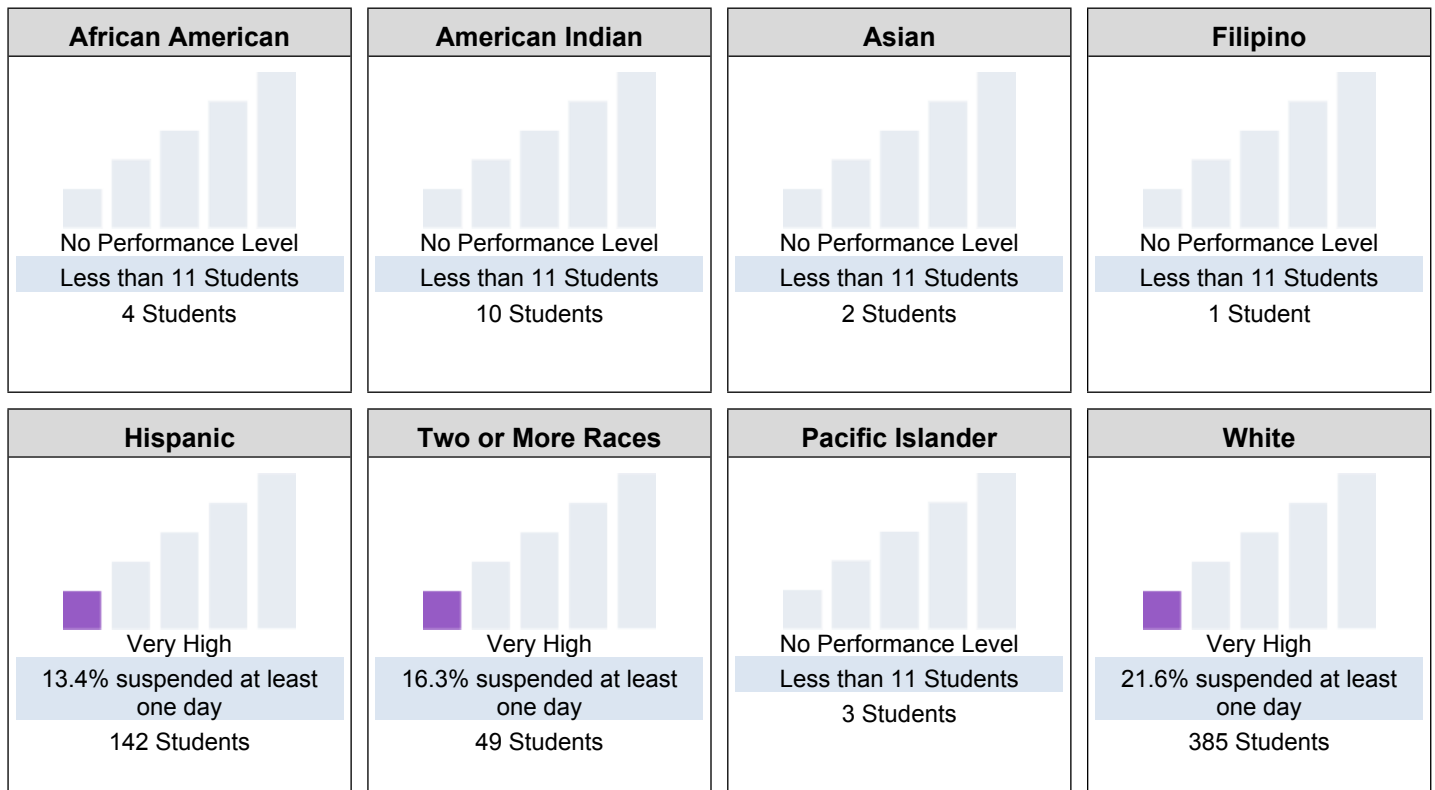 African American
No Performance Level
Less than 11 Students
4 Students
American Indian
No Performance Level
Less than 11 Students
10 Students
Asian
No Performance Level
Less than 11 Students
2 Students
Filipino
No Performance Level
Less than 11 Students
1 Student
Hispanic
Very High
13.4% suspended at least
one day
142 Students
Two or More Races
Very High
16.3% suspended at least
one day
49 Students
Pacific Islander
No Performance Level
Less than 11 Students
3 Students
White
Very High
21.6% suspended at least
one day
385 Students